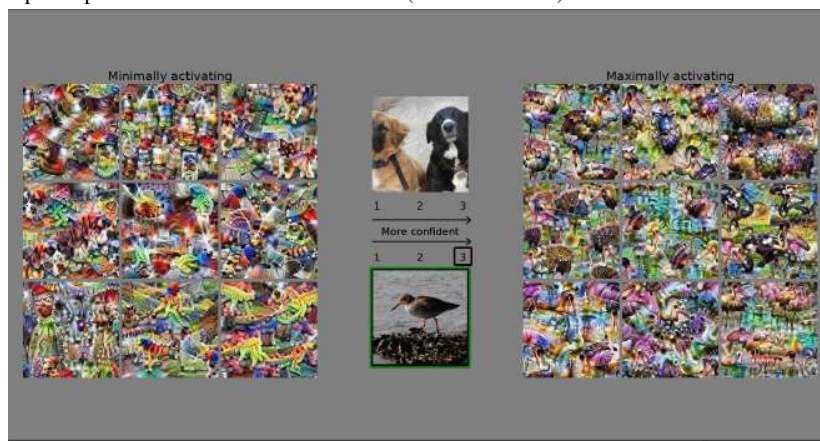 Minimally activating
Maximally activating
1 2 3
More confident
1 2 3